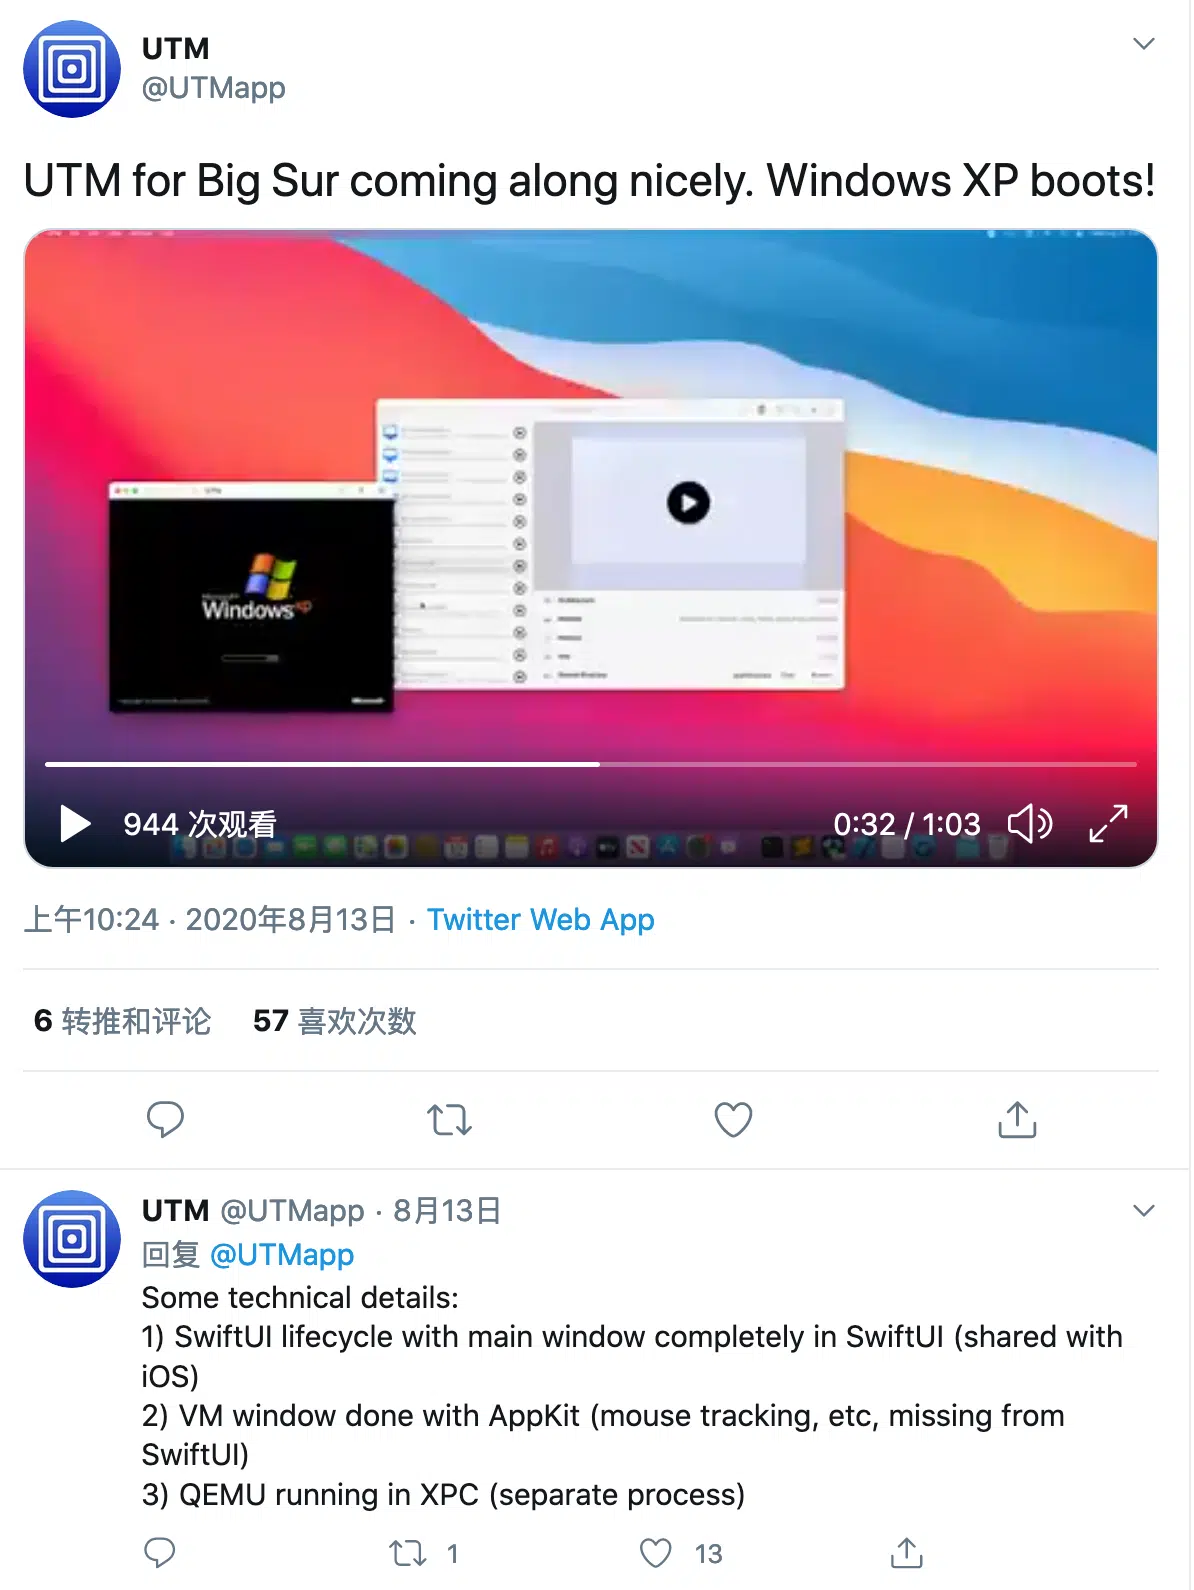 UTM
@UTMapp
UTM for Big Sur coming along nicely. Windows XP boots!
Windows xp
944 次观看
0:32 / 1:03
上午10:24 · 2020年8月13日 · Twitter Web App
6 转推和评论 57 喜欢次数
UTM @UTMapp · 8月13日
回复 @UTMapp
Some technical details:
1) SwiftUI lifecycle with main window completely in SwiftUI (shared with
iOS)
2) VM window done with AppKit (mouse tracking, etc, missing from
SwiftUI)
3) QEMU running in XPC (separate process)
1 13